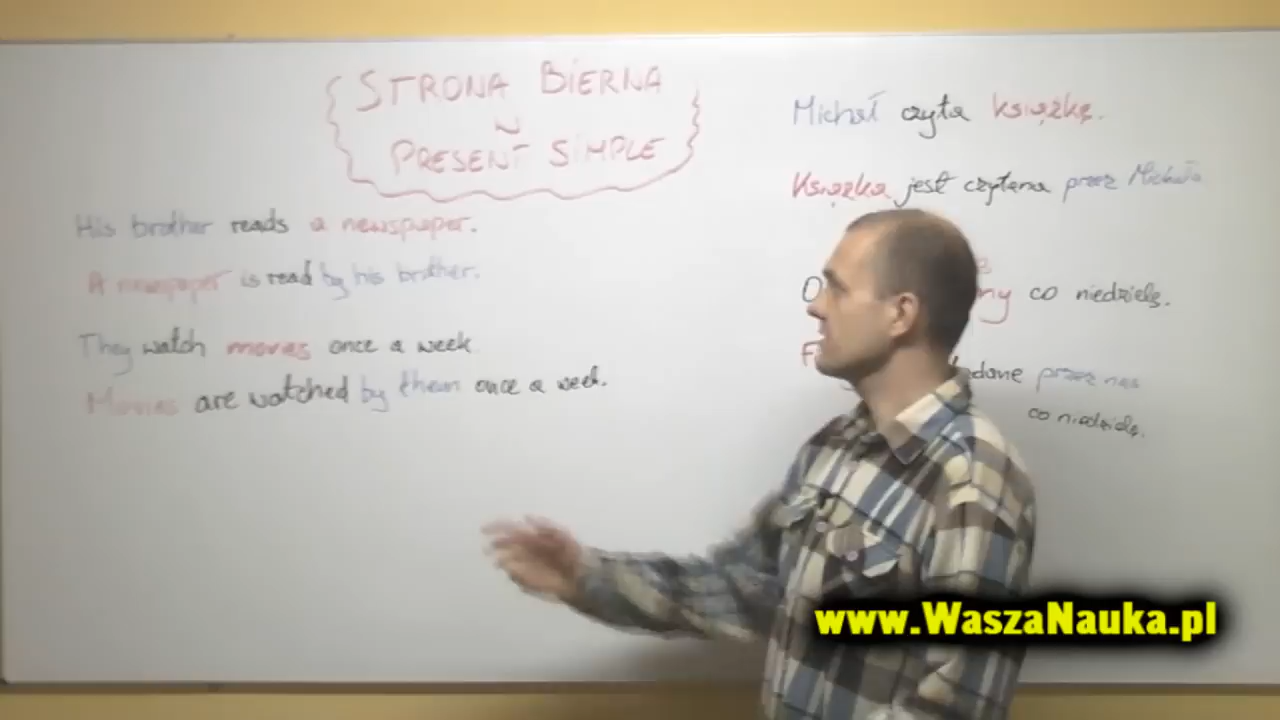 STRONA BIERNA
W
PRESENT SIMPLE
His brother reads a newspaper.
A newspaper is read by his brother.
They watch movies once a week
Movies are watched by them once a week.
Michał czyta książkę.
Książka jest czytana przez Michała
co niedzielę.
przez nas
co niedzielę.
www.WaszaNauka.pl